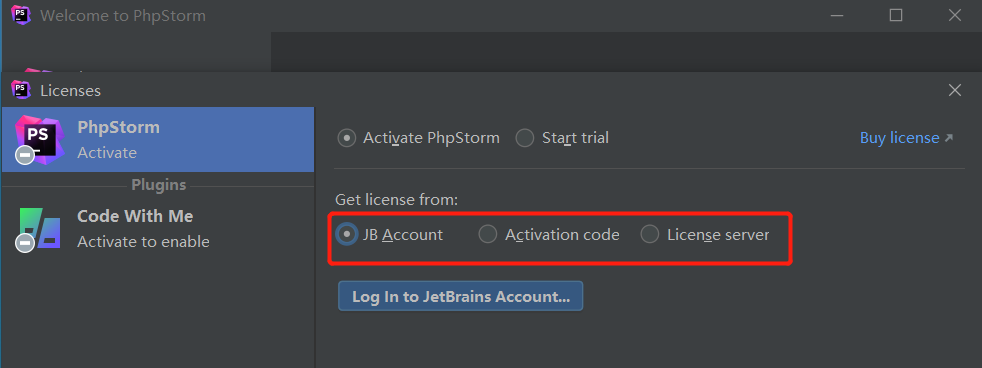 Welcome to PhpStorm
Licenses
PS
PhpStorm
Activate
Plugins
Code With Me
Activate to enable
Activate PhpStorm
Start trial
Buy license
Get license from:
JB Account
Activation code
License server
Log In to JetBrains Account...